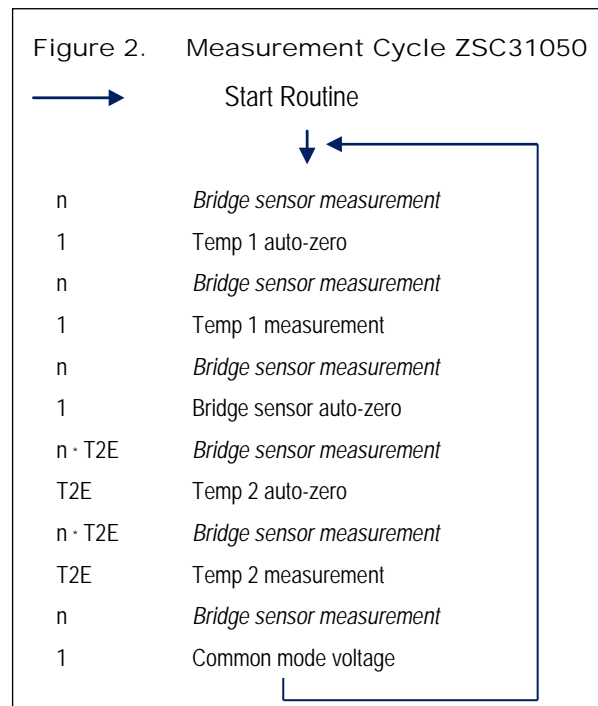 Figure 2. Measurement Cycle ZSC31050
Start Routine
n Bridge sensor measurement
1 Temp 1 auto-zero
n Bridge sensor measurement
1 Temp 1 measurement
n Bridge sensor measurement
1 Bridge sensor auto-zero
n * T2E Bridge sensor measurement
T2E Temp 2 auto-zero
n * T2E Bridge sensor measurement
T2E Temp 2 measurement
n Bridge sensor measurement
1 Common mode voltage